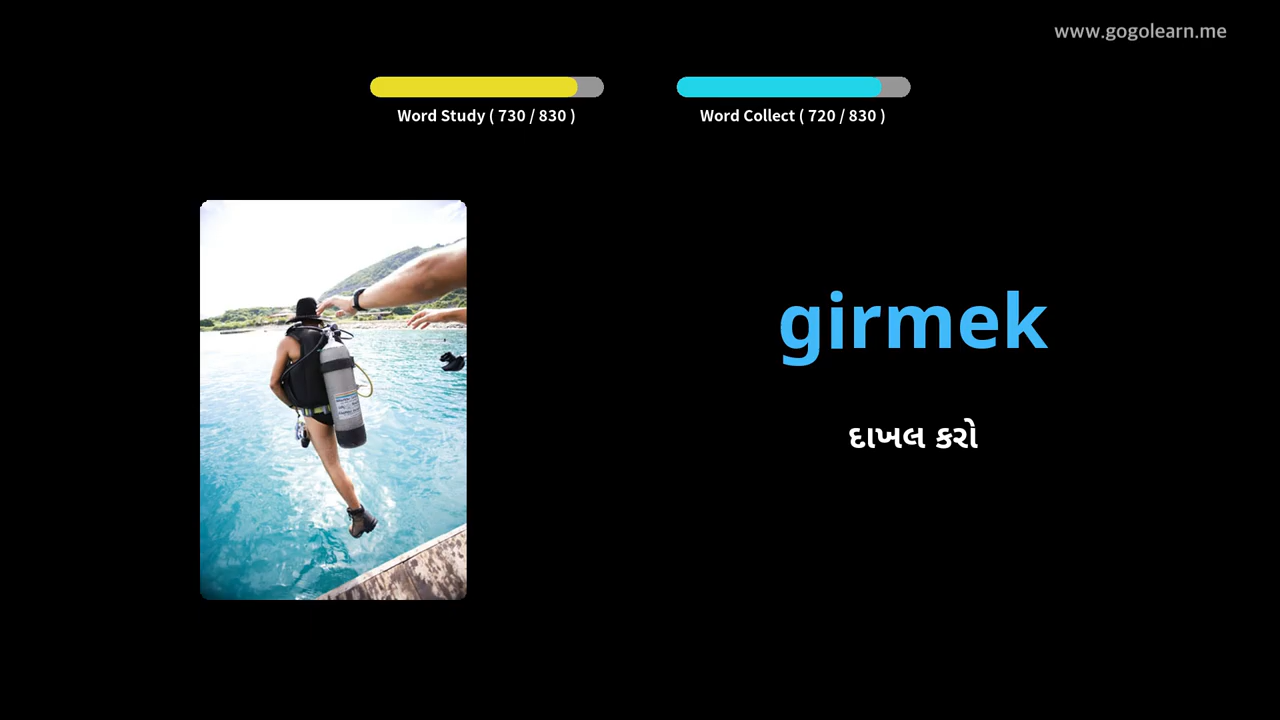 www.gogolearn.me
Word Study ( 730 / 830 )
Word Collect ( 720 / 830 )
girmek
દાખલ કરો